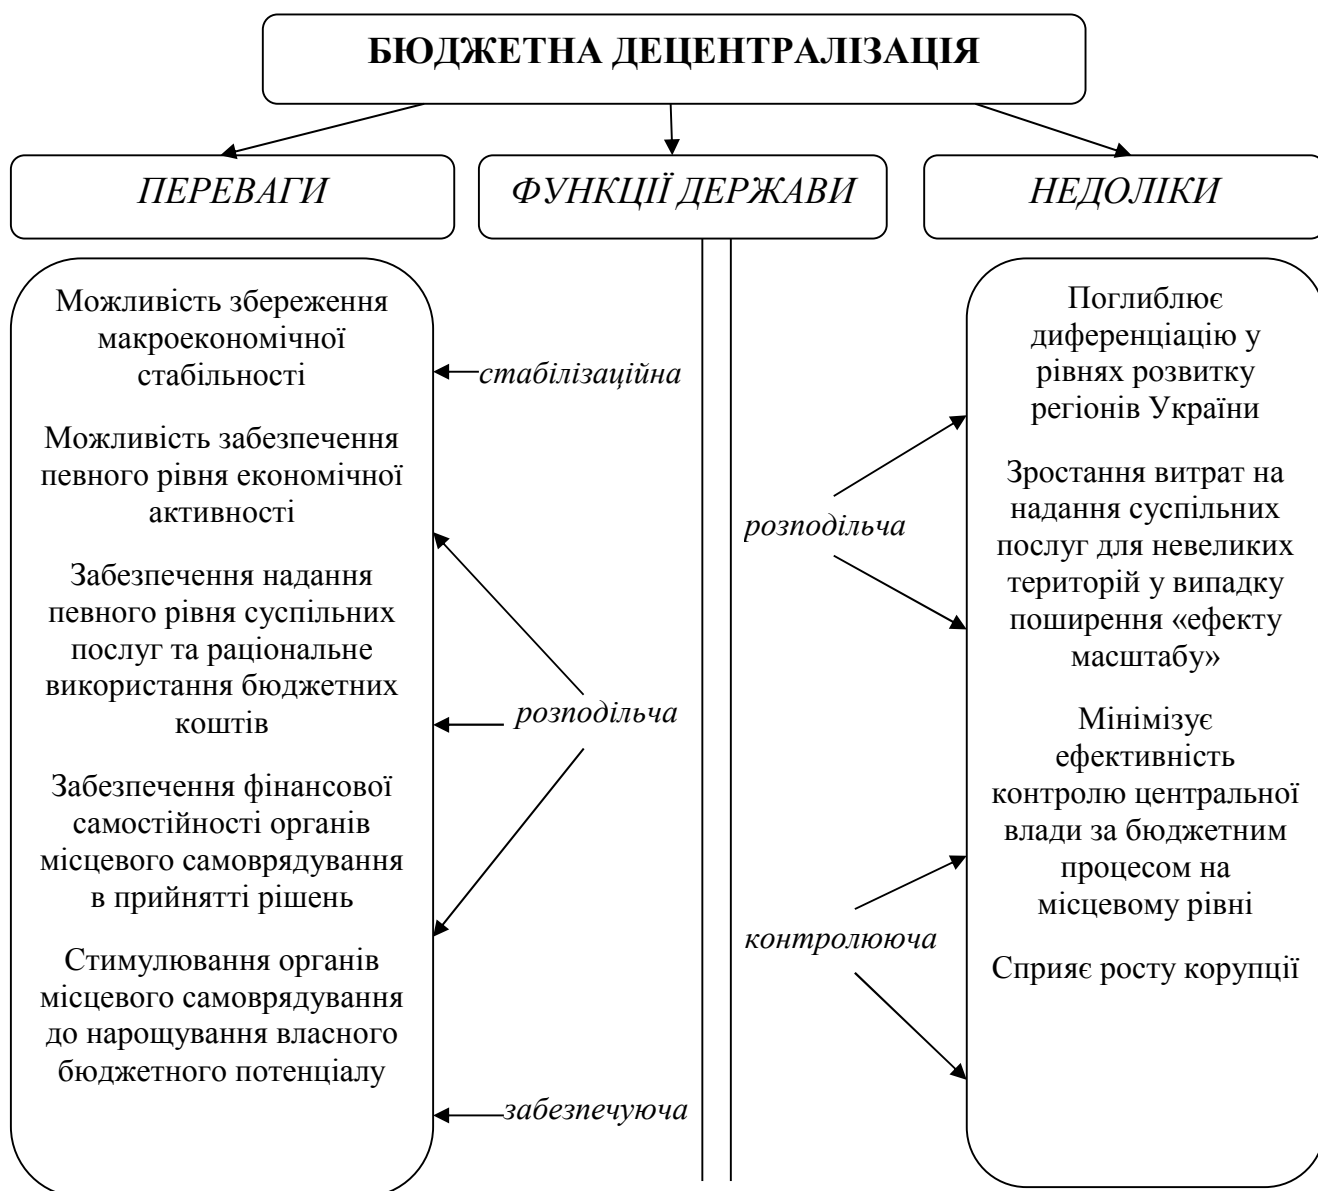 БЮДЖЕТНА ДЕЦЕНТРАЛІЗАЦІЯ
ПЕРЕВАГИ
ФУНКЦІЇ ДЕРЖАВИ
НЕДОЛІКИ
Можливість збереження
макроекономічної
стабільності
Можливість забезпечення
певного рівня економічної
активності
Забезпечення надання
певного рівня суспільних
послуг та раціональне
використання бюджетних
коштів
Забезпечення фінансової
самостійності органів
місцевого самоврядування
в прийнятті рішень
Стимулювання органів
місцевого самоврядування
до нарощування власного
бюджетного потенціалу
стабілізаційна
розподільча
забезпечуюча
розподільча
контролююча
Поглиблює
диференціацію у
рівнях розвитку
регіонів України
Зростання витрат на
надання суспільних
послуг для невеликих
територій у випадку
поширення «ефекту
масштабу»
Мінімізує
ефективність
контролю центральної
влади за бюджетним
процесом на
місцевому рівні
Сприяє росту корупції